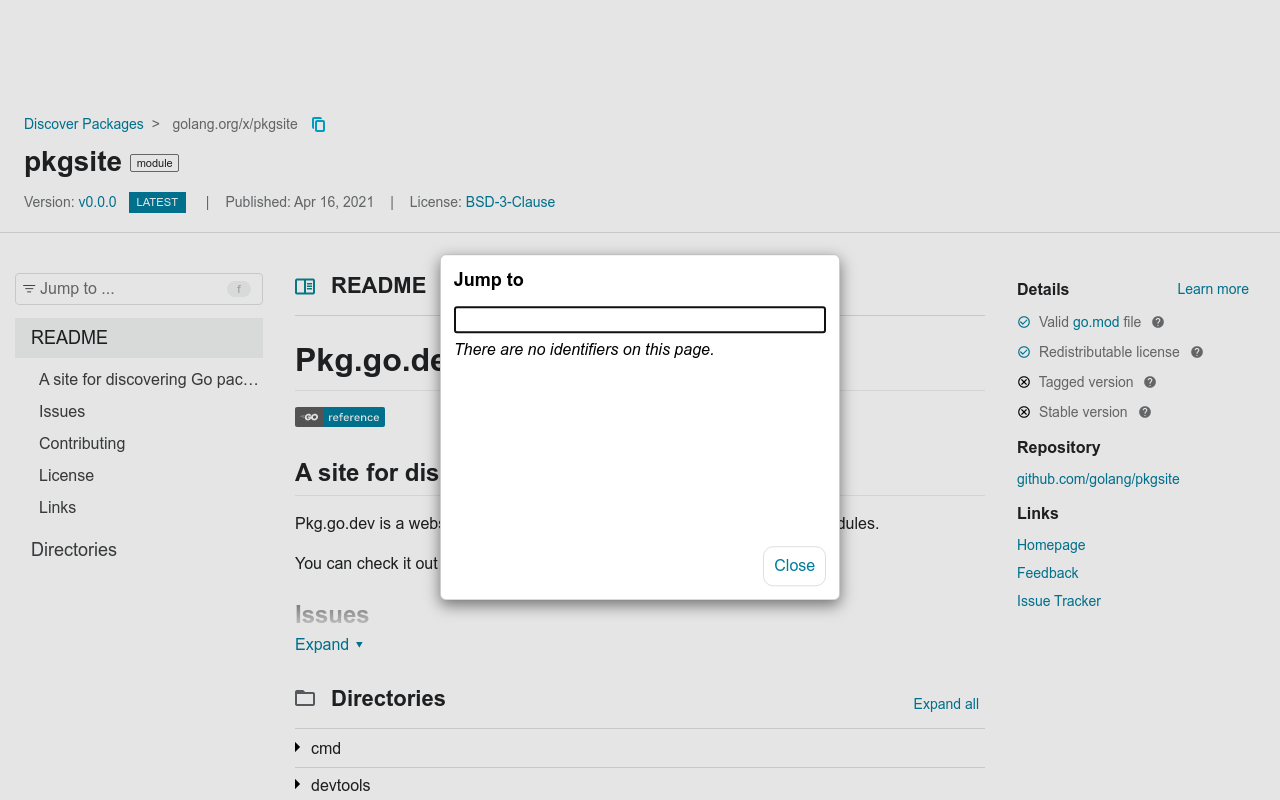 Discover Packages > golang.org/x/pkgsite
pkgsite module
Version: v0.0.0 LATEST | Published: Apr 16, 2021 | License: BSD-3-Clause
Jump to ... f
README
A site for discovering Go pac…
Issues
Contributing
License
Links
Directories
README
Pkg.go.de
GO reference
A site for dis
Pkg.go.dev is a webs
dules.
You can check it out
Issues
Expand
Directories
Expand all
cmd
devtools
Jump to
There are no identifiers on this page.
Close
Details
Learn more
Valid go.mod file
Redistributable license
Tagged version
Stable version
Repository
github.com/golang/pkgsite
Links
Homepage
Feedback
Issue Tracker